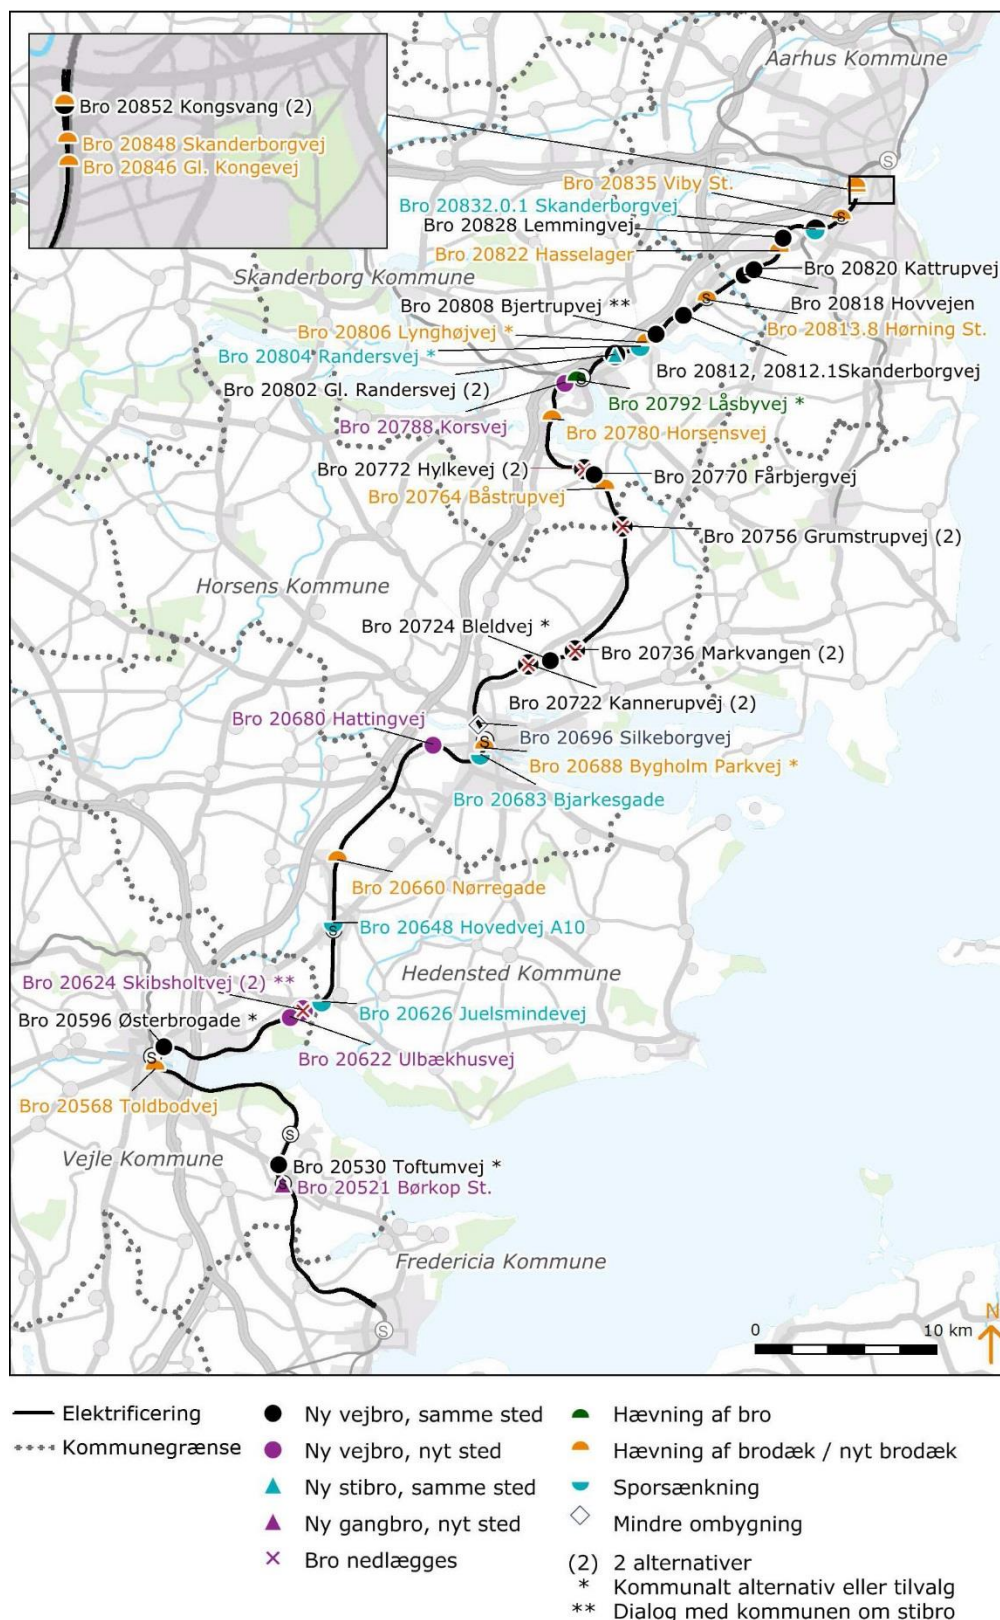 Aarhus Kommune
Bro 20852 Kongsvang (2)
Bro 20848 Skanderborgvej
Bro 20846 Gl. Kongevej
S
Bro 20835 Viby St.
Bro 20832.0.1 Skanderborgvej
S
Bro 20828 Lemmingvej
Bro 20822 Hasselager
Skanderborg Kommune
Bro 20820 Kattrupvej
Bro 20818 Hovvejen
Bro 20808 Bjertrupvej **
S
Bro 20813.8 Hørning St.
Bro 20806 Lynghøjvej *
Bro 20804 Randersvej *
Bro 20812, 20812.1Skanderborgvej
Bro 20802 Gl. Randersvej (2)
S
Bro 20792 Låsbyvej *
Bro 20788 Korsvej
Bro 20780 Horsensvej
Bro 20772 Hylkevej (2)
Bro 20770 Fårbjergvej
Bro 20764 Båstrupvej
Bro 20756 Grumstrupvej (2)
Horsens Kommune
Bro 20724 Bleldvej *
Bro 20736 Markvangen (2)
Bro 20722 Kannerupvej (2)
Bro 20680 Hattingvej
S
Bro 20696 Silkeborgvej
Bro 20688 Bygholm Parkvej *
Bro 20683 Bjarkesgade
Bro 20660 Nørregade
Bro 20648 Hovedvej A10
S
Hedensted Kommune
Bro 20624 Skibsholtvej (2) **
Bro 20626 Juelsmindevej
Bro 20596 Østerbrogade *
S
Bro 20622 Ulbækhusvej
Bro 20568 Toldbodvej
S
Vejle Kommune
Bro 20530 Toftumvej *
S
Bro 20521 Børkop St.
Fredericia Kommune
S
0 10 km
N
Elektrificering
Kommunegrænse
Ny vejbro, samme sted
Ny vejbro, nyt sted
Ny stibro, samme sted
Ny gangbro, nyt sted
Bro nedlægges
Hævning af bro
Hævning af brodæk / nyt brodæk
Sporsænkning
Mindre ombygning
(2) 2 alternativer
* Kommunalt alternativ eller tilvalg
** Dialog med kommunen om stibro